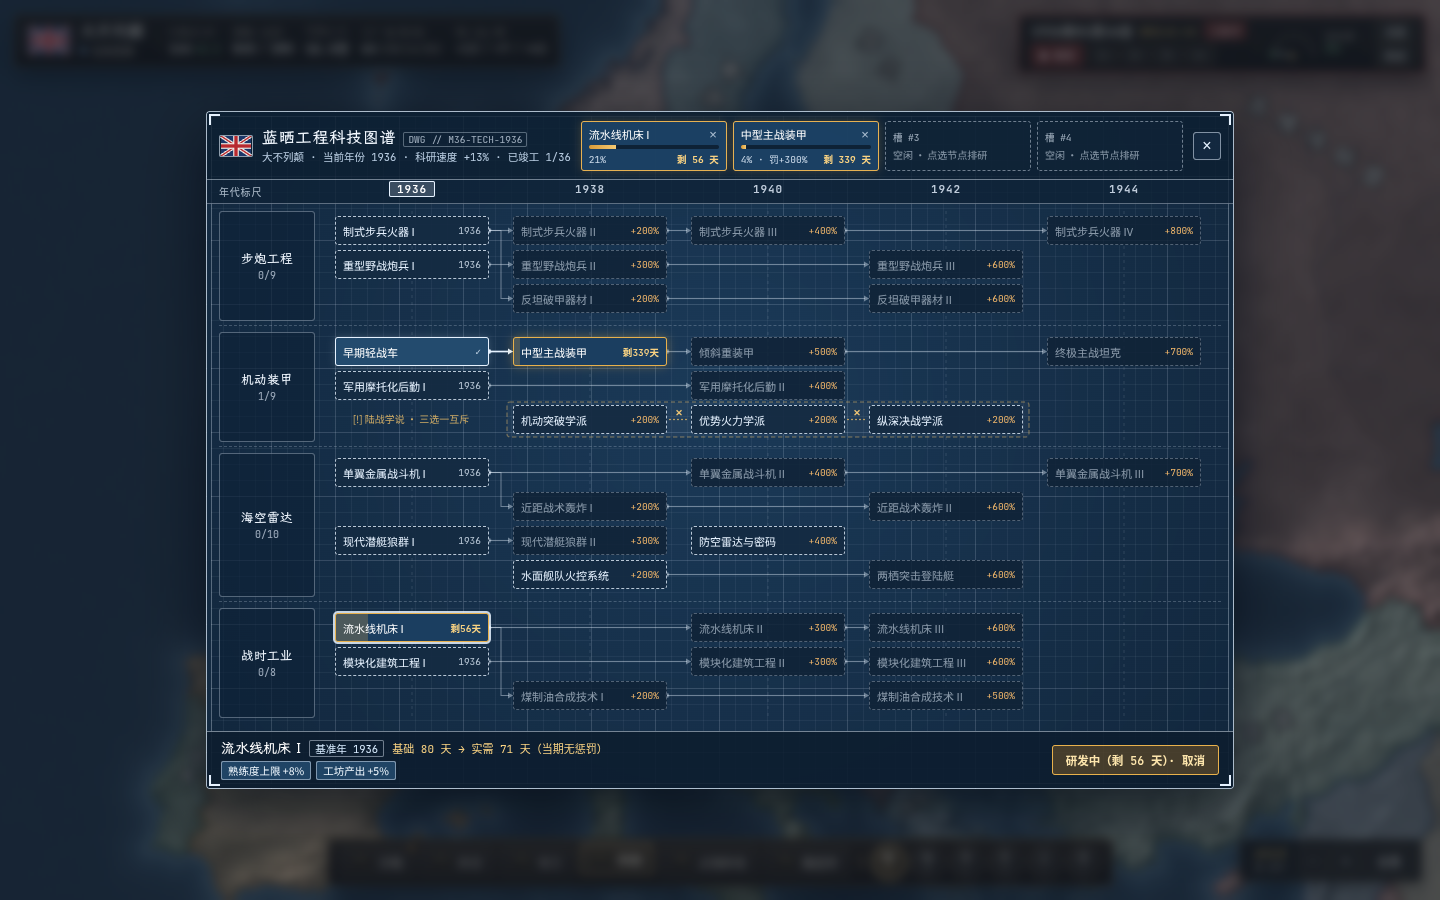 蓝晒工程科技图谱 DWG // M36-TECH-1936
大不列颠 · 当前年份 1936 · 科研速度 +13% · 已竣工 1/36
流水线机床 I ×
21% 剩 56 天
中型主战装甲 ×
4% · 罚+300% 剩 339 天
槽 #3
空闲 · 点选节点排研
槽 #4
空闲 · 点选节点排研
×
年代标尺 1936 1938 1940 1942 1944
步炮工程
0/9
制式步兵火器 I 1936 制式步兵火器 II +200% 制式步兵火器 III +400% 制式步兵火器 IV +800%
重型野战炮兵 I 1936 重型野战炮兵 II +300% 重型野战炮兵 III +600%
反坦破甲器材 I +200% 反坦破甲器材 II +600%
机动装甲
1/9
早期轻战车 ✓ 中型主战装甲 剩339天 倾斜重装甲 +500% 终极主战坦克 +700%
军用摩托化后勤 I 1936 军用摩托化后勤 II +400%
[!] 陆战学说 · 三选一互斥 机动突破学派 +200% × 优势火力学派 +200% × 纵深决战学派 +200%
海空雷达
0/10
单翼金属战斗机 I 1936 单翼金属战斗机 II +400% 单翼金属战斗机 III +700%
近距战术轰炸 I +200% 近距战术轰炸 II +600%
现代潜艇狼群 I 1936 现代潜艇狼群 II +300% 防空雷达与密码 +400%
水面舰队火控系统 +200% 两栖突击登陆艇 +600%
战时工业
0/8
流水线机床 I 剩56天 流水线机床 II +300% 流水线机床 III +600%
模块化建筑工程 I 1936 模块化建筑工程 II +300% 模块化建筑工程 III +600%
煤制油合成技术 I +200% 煤制油合成技术 II +500%
流水线机床 I 基准年 1936 基础 80 天 → 实需 71 天（当期无惩罚）
熟练度上限 +8% 工坊产出 +5%
研发中（剩 56 天）· 取消